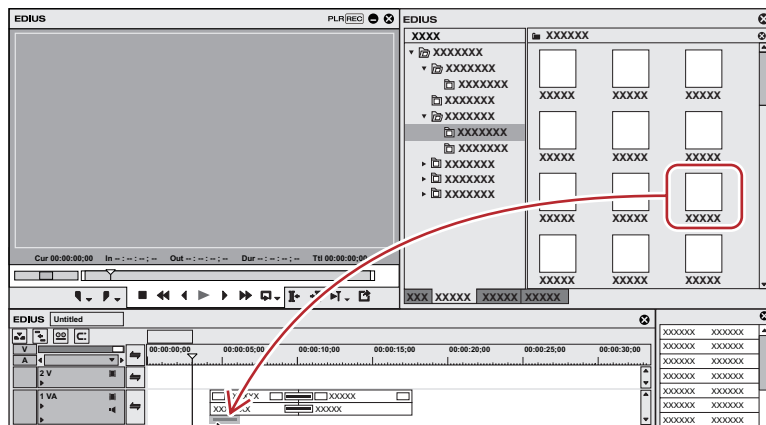 EDIUS
PLR REC
EDIUS
XXXX
XXXXXX
XXXXXXX
XXXXXXX
XXXXXXX
XXXXXXX
XXXXXXX
XXXXXXX
XXXXXXX
XXXXXXX
XXXXXXX
XXXXXXX
XXXXX XXXXX XXXXX
XXXXX XXXXX XXXXX
XXXXX XXXXX XXXXX
XXXXX XXXXX XXXXX
XXX XXXXX XXXXX XXXXX
Cur 00:00:00;00 In -- : -- : -- ; -- Out -- : -- : -- ; -- Dur -- : -- : -- ; -- Ttl 00:00:00;00
EDIUS Untitled
V
A
00:00:00;00 00:00:05;00 00:00:10;00 00:00:15;00 00:00:20;00 00:00:25;00 00:00:30;00
2 V
1 VA
XXXXX
XXXXX
XXXXXX XXXXXX
XXXXXX XXXXXX
XXXXXX XXXXXX
XXXXXX XXXXXX
XXXXXX XXXXXX
XXXXXX XXXXXX
XXXXXX XXXXXX